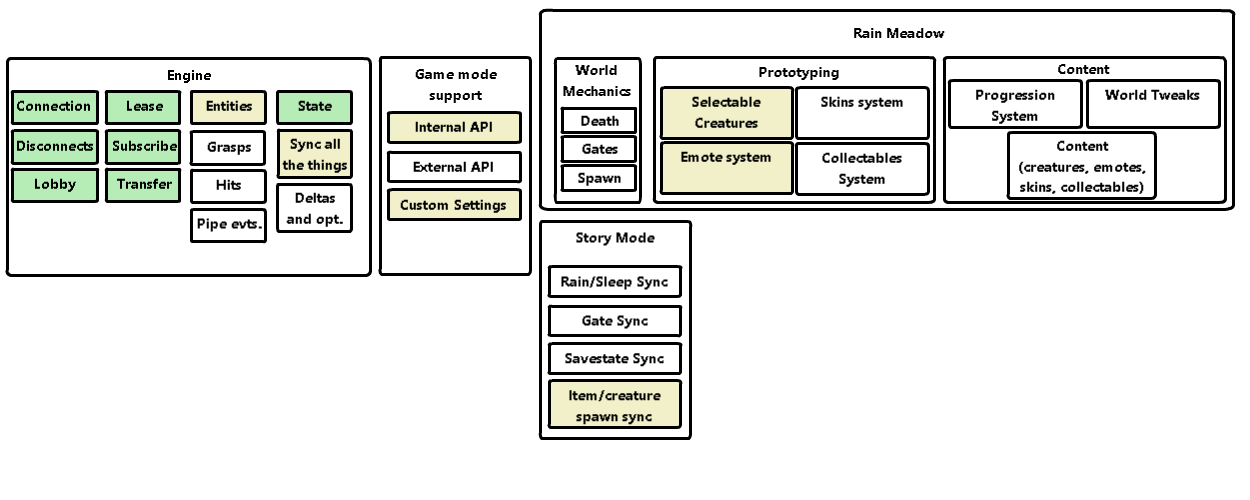 Engine
Connection
Lease
Entities
State
Disconnects
Subscribe
Grasps
Sync all
the things
Lobby
Transfer
Hits
Deltas
and opt.
Pipe evts.
Game mode
support
Internal API
External API
Custom Settings
Rain Meadow
World
Mechanics
Death
Gates
Spawn
Prototyping
Selectable
Creatures
Skins system
Emote system
Collectables
System
Content
Progression
System
World Tweaks
Content
(creatures, emotes,
skins, collectables)
Story Mode
Rain/Sleep Sync
Gate Sync
Savestate Sync
Item/creature
spawn sync